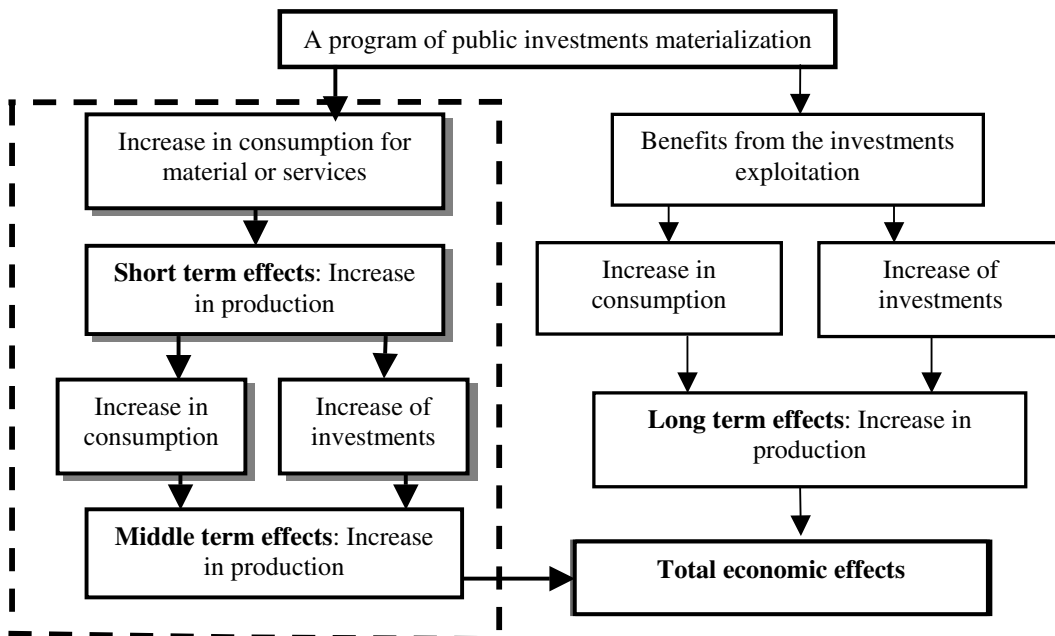 A program of public investments materialization
Increase in consumption for
material or services
Short term effects: Increase
in production
Increase in
consumption
Increase of
investments
Middle term effects: Increase
in production
Benefits from the investments
exploitation
Increase in
consumption
Increase of
investments
Long term effects: Increase in
production
Total economic effects